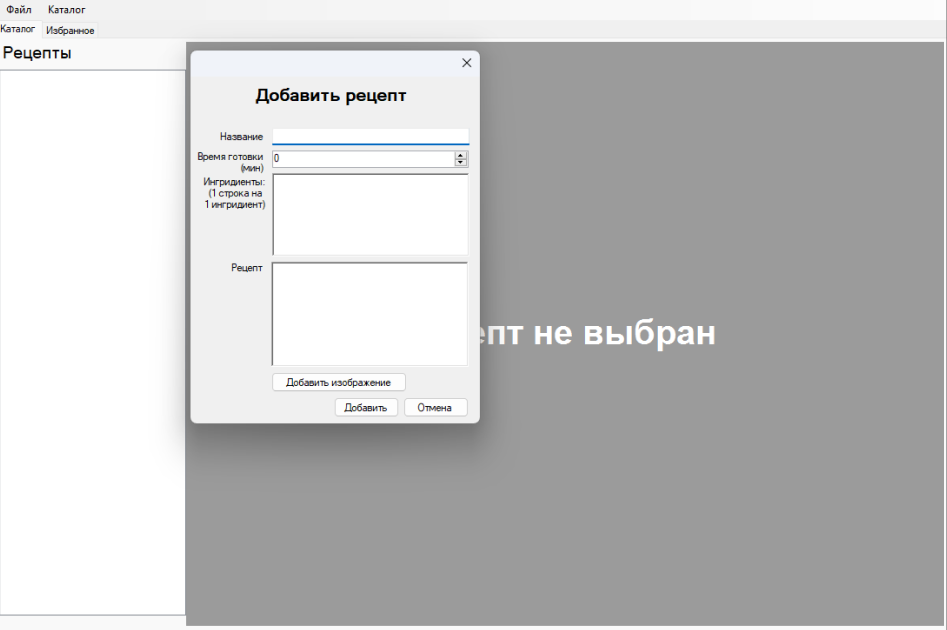 Файл Каталог
Каталог Избранное
Рецепты
Добавить рецепт
Название
Время готовки
(мин)
0
Ингридиенты:
(1 строка на
1 ингридиент)
Рецепт
не выбран
Добавить изображение
Добавить Отмена